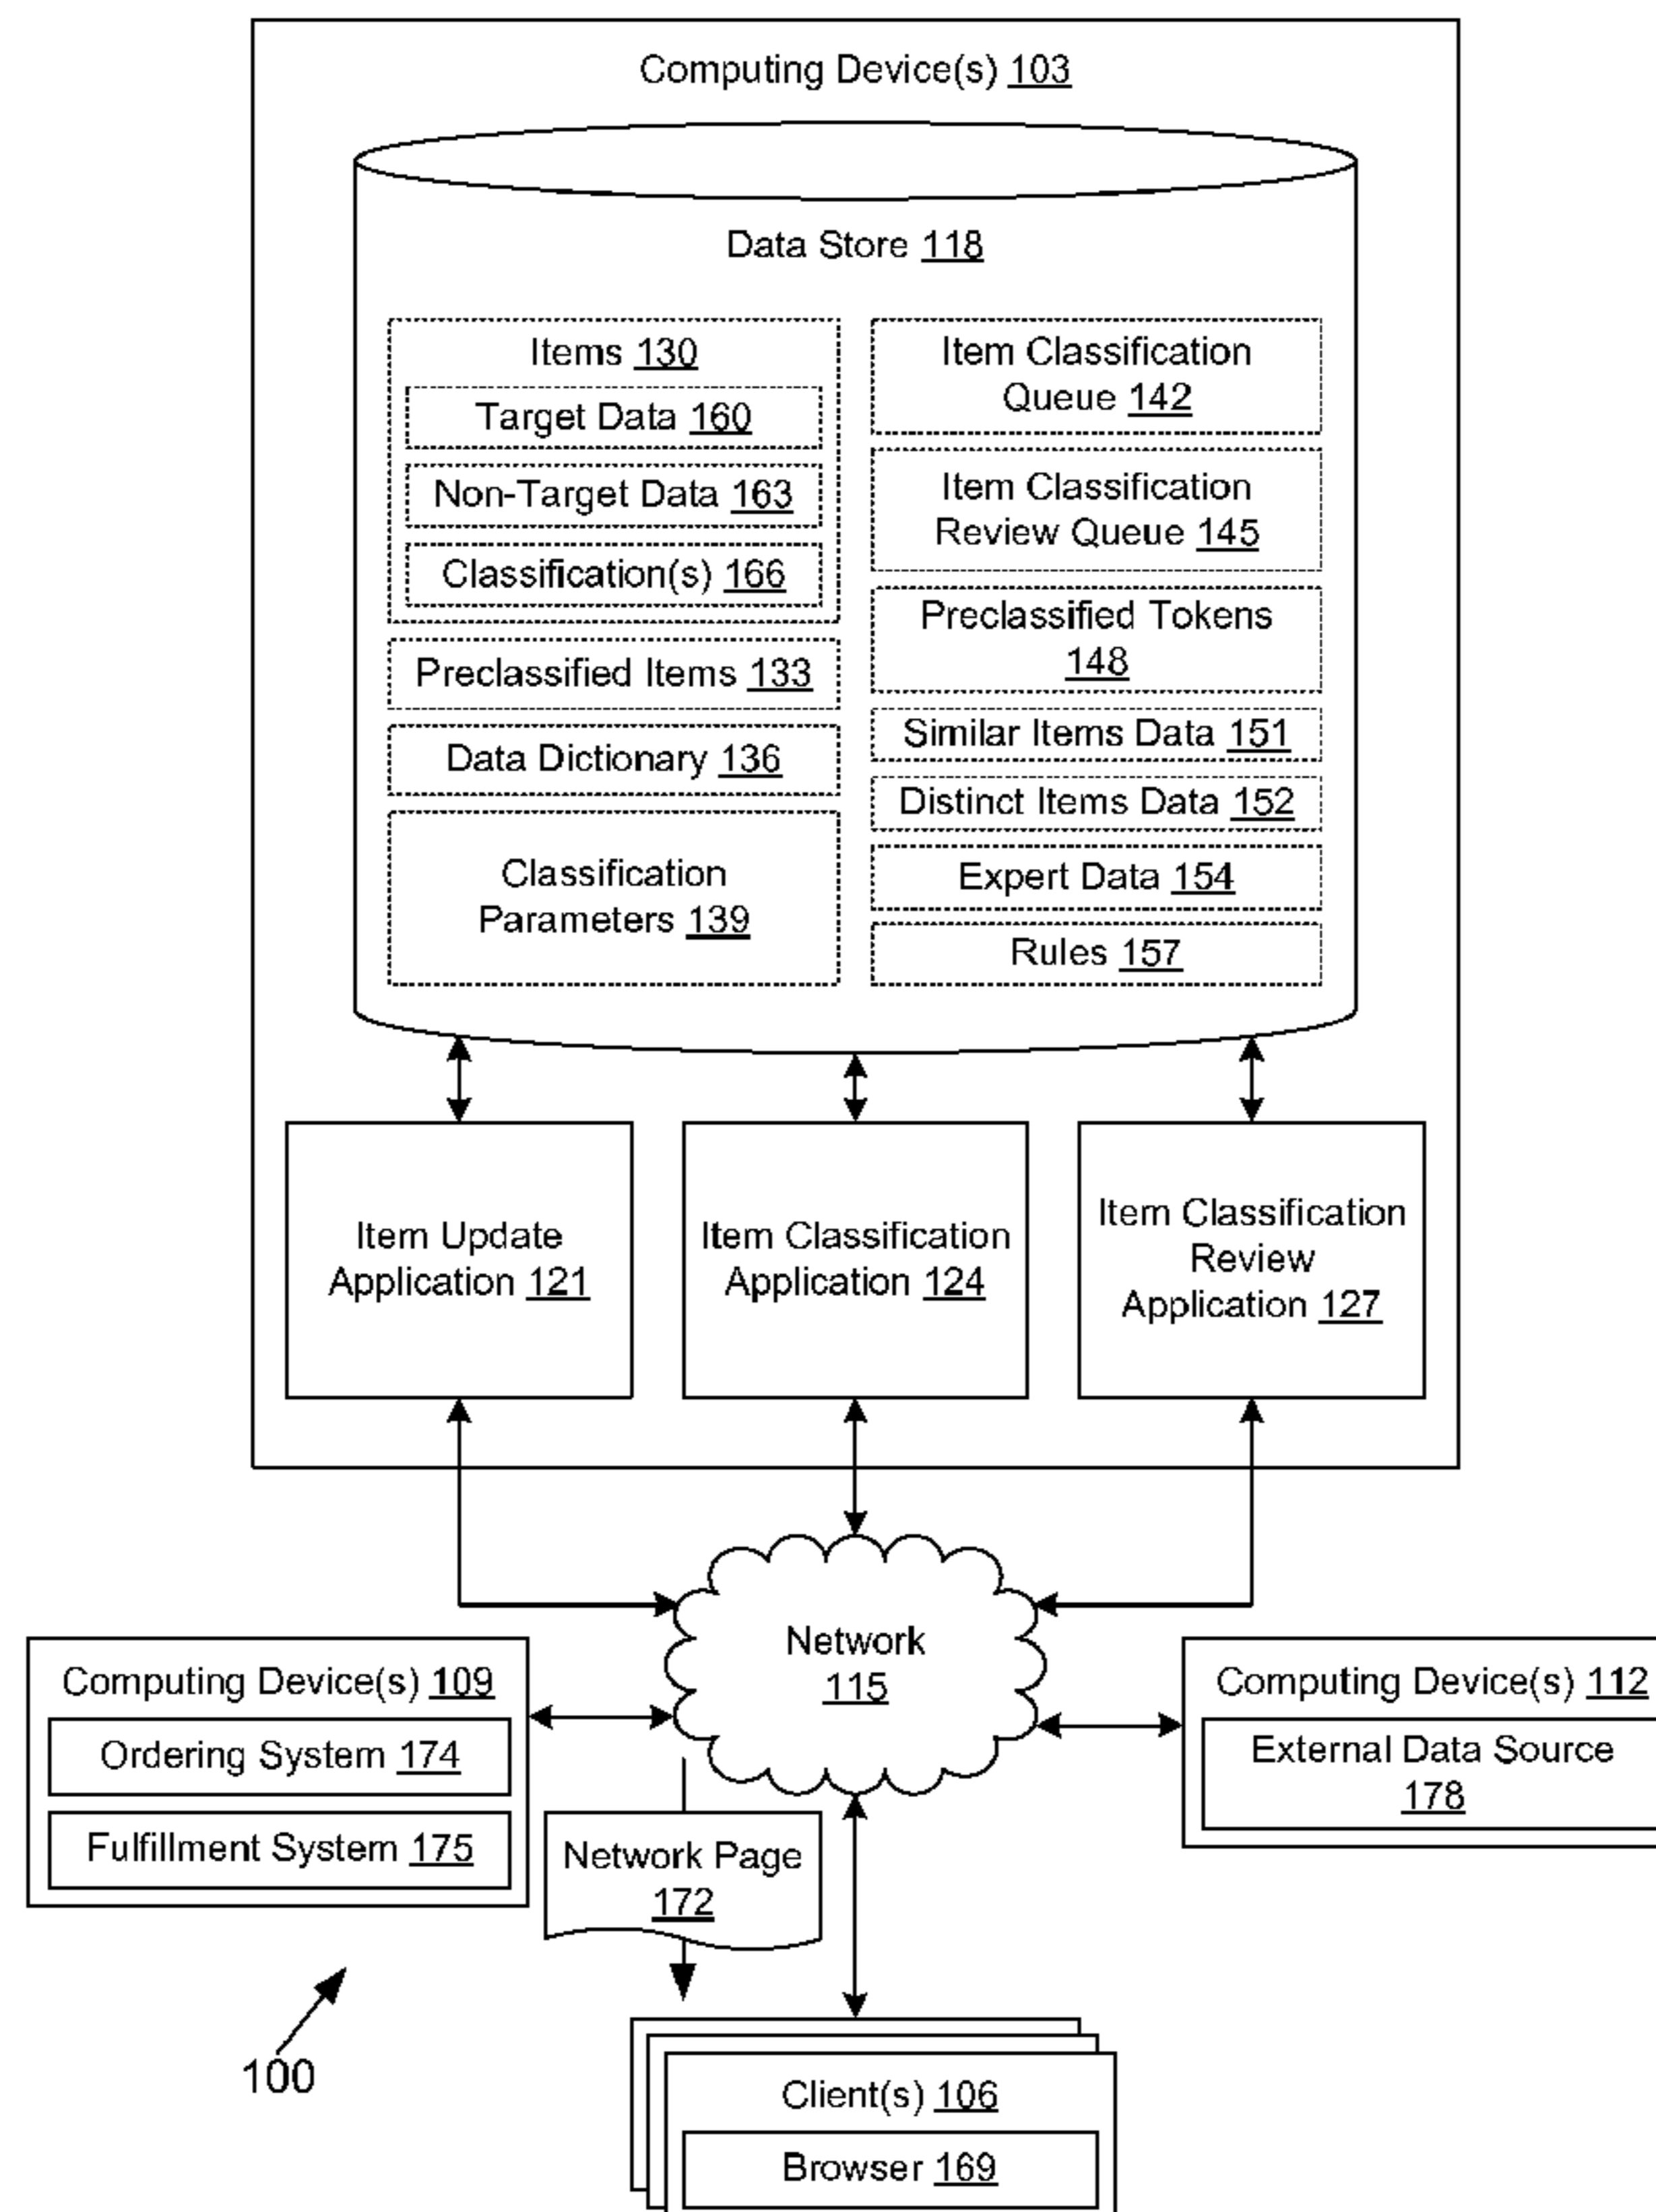 Computing Device(s) 103
Data Store 118
Items 130
Target Data 160
Non-Target Data 163
Classification(s) 166
Preclassified Items 133
Data Dictionary 136
Classification
Parameters 139
Item Classification
Queue 142
Item Classification
Review Queue 145
Preclassified Tokens
148
Similar Items Data 151
Distinct Items Data 152
Expert Data 154
Rules 157
Item Update
Application 121
Item Classification
Application 124
Item Classification
Review
Application 127
Network
115
Computing Device(s) 109
Ordering System 174
Fulfillment System 175
Computing Device(s) 112
External Data Source
178
Network Page
172
100
Client(s) 106
Browser 169